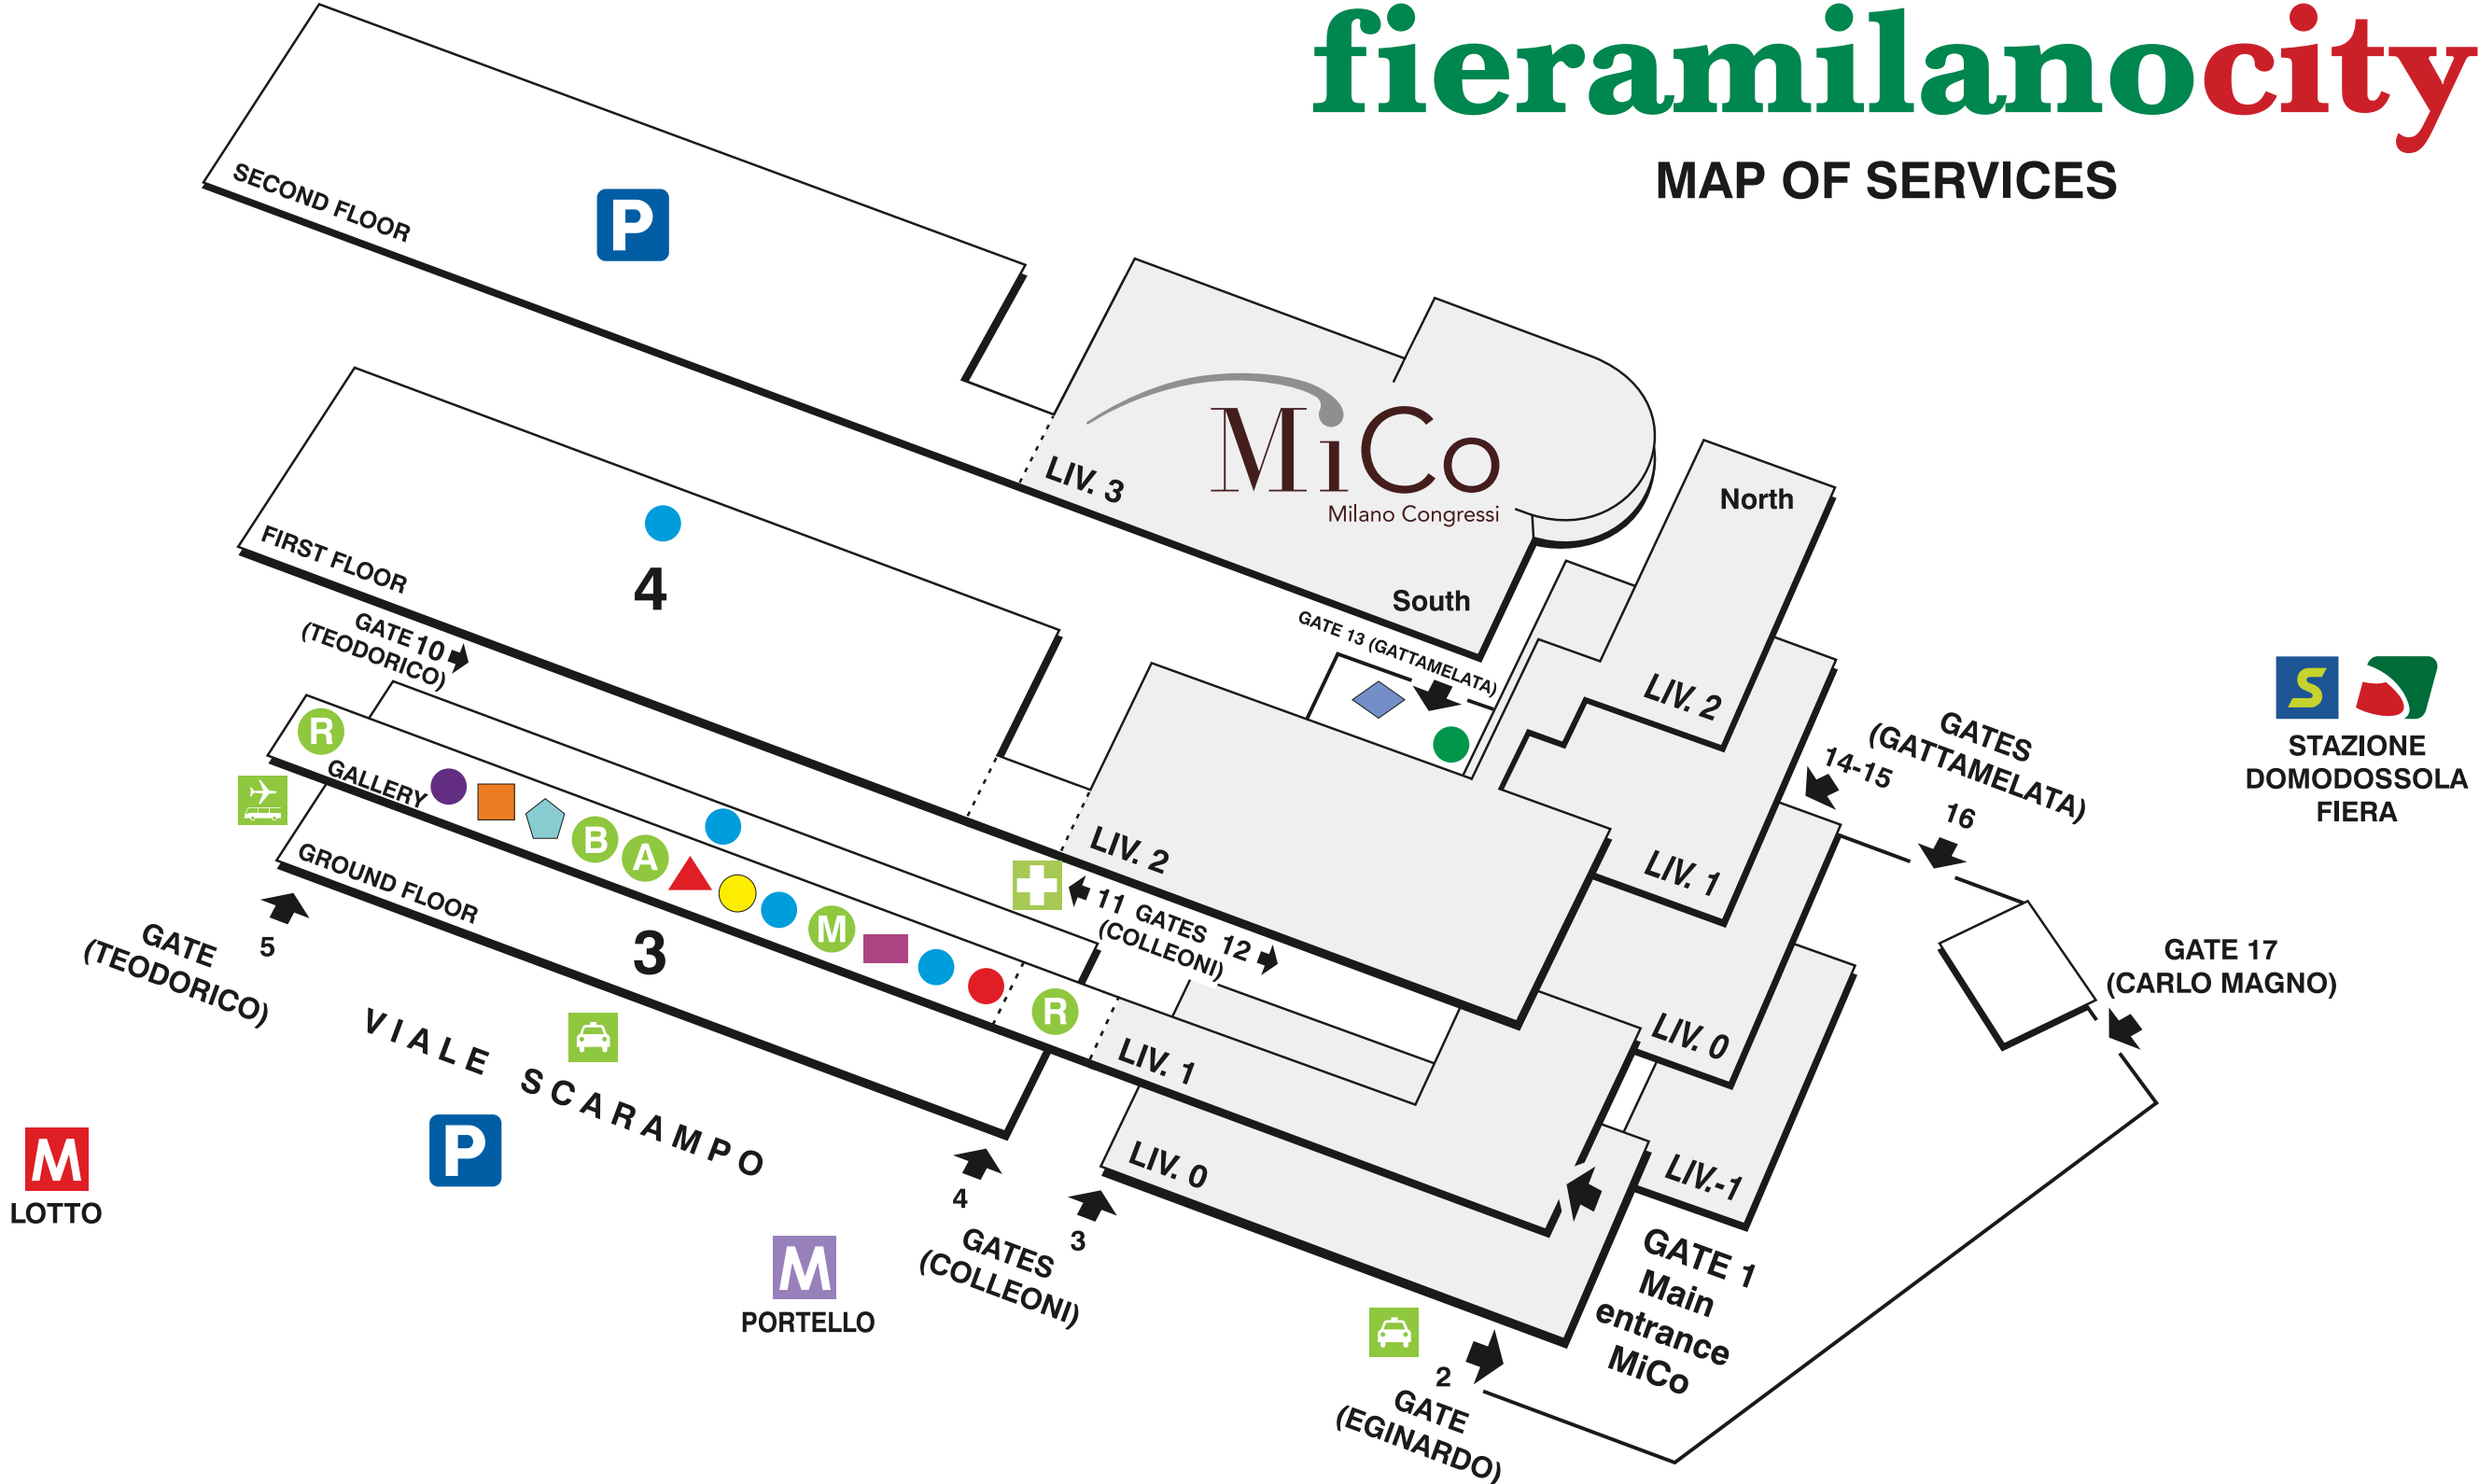 fieramilanocity
MAP OF SERVICES
SECOND FLOOR
P
MiCo
Milano Congressi
LIV. 3
South
North
FIRST FLOOR
4
GATE 10
(TEODORICO)
GATE 13 (GATTAMELATA)
LIV. 2
LIV. 2
LIV. 1
LIV. 0
LIV.-1
GATES
(GATTAMELATA)
14-15
16
S
STAZIONE
DOMODOSSOLA
FIERA
GATE 17
(CARLO MAGNO)
R
GALLERY
B
A
M
R
LIV. 1
11 GATES 12
(COLLEONI)
GROUND FLOOR
3
5
GATE
(TEODORICO)
VIALE SCARAMPO
P
M
LOTTO
M
PORTELLO
4
3
GATES
(COLLEONI)
LIV. 0
GATE 1
Main
entrance
MiCo
2
GATE
(EGINARDO)